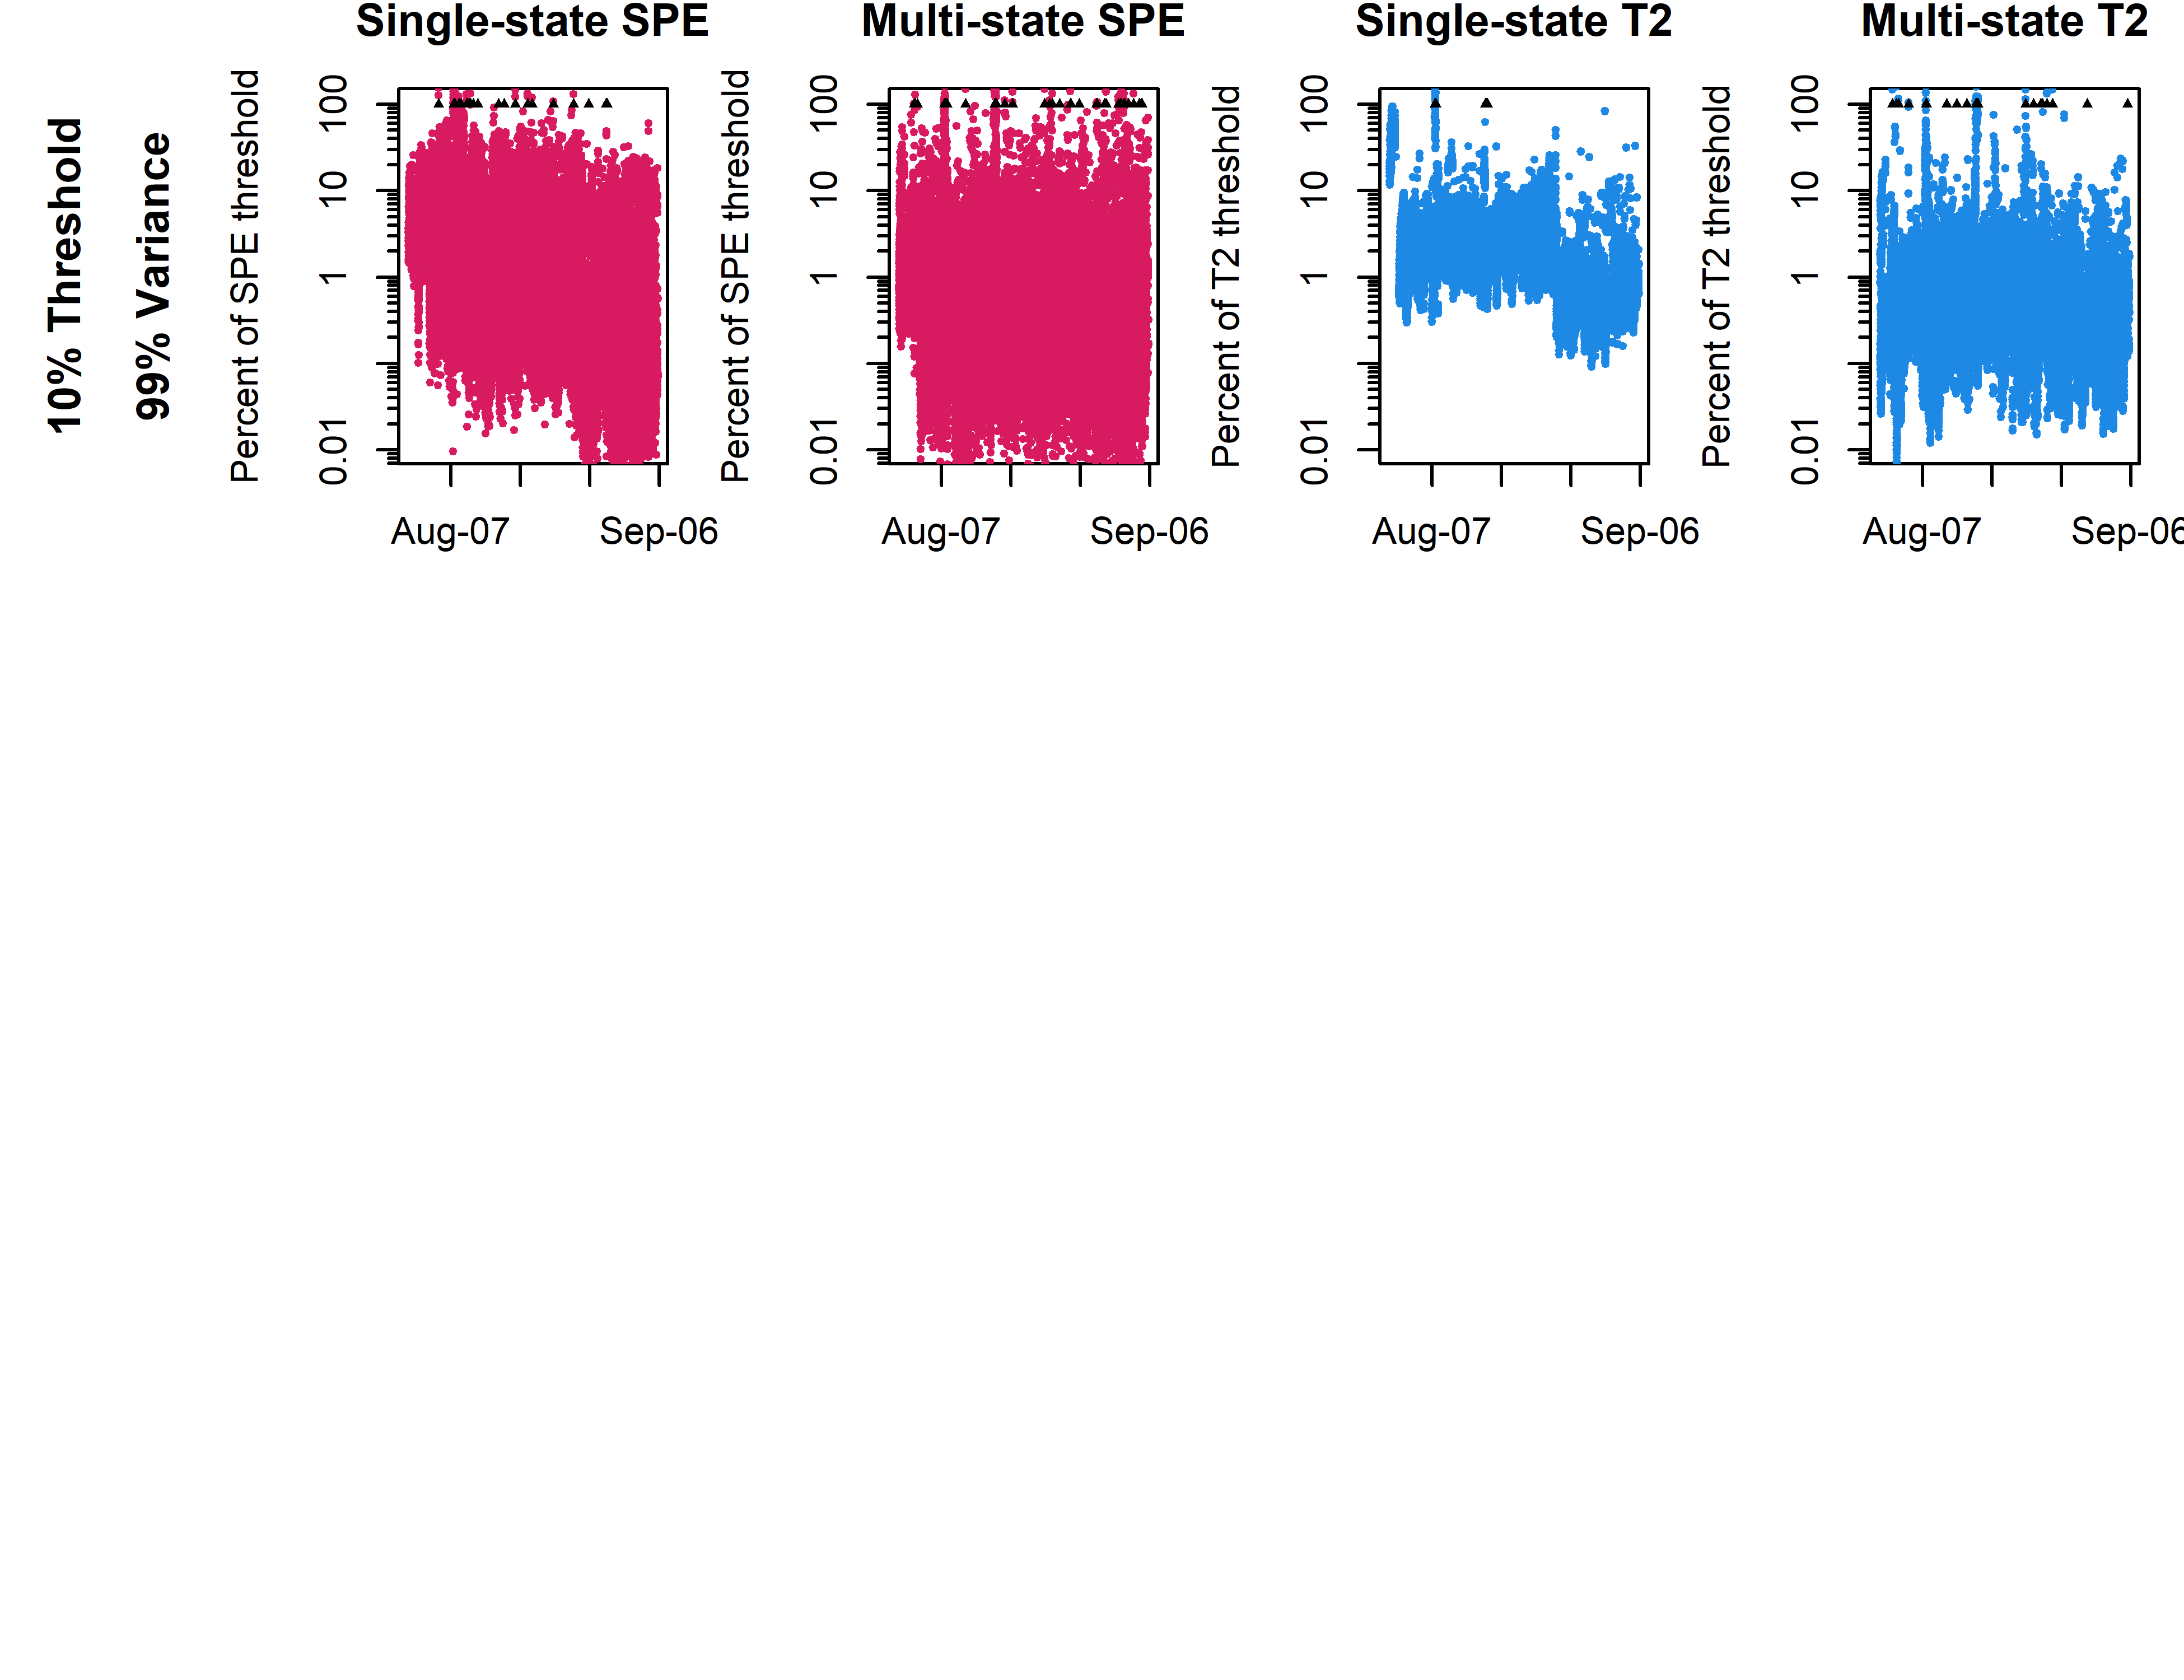 Single-state SPE
Multi-state SPE
Single-state T2
Multi-state T2
10% Threshold
99% Variance
Percent of SPE threshold
100
10
1
0.01
Aug-07
Sep-06
Percent of SPE threshold
100
10
1
0.01
Aug-07
Sep-06
Percent of T2 threshold
100
10
1
0.01
Aug-07
Sep-06
Percent of T2 threshold
100
10
1
0.01
Aug-07
Sep-06